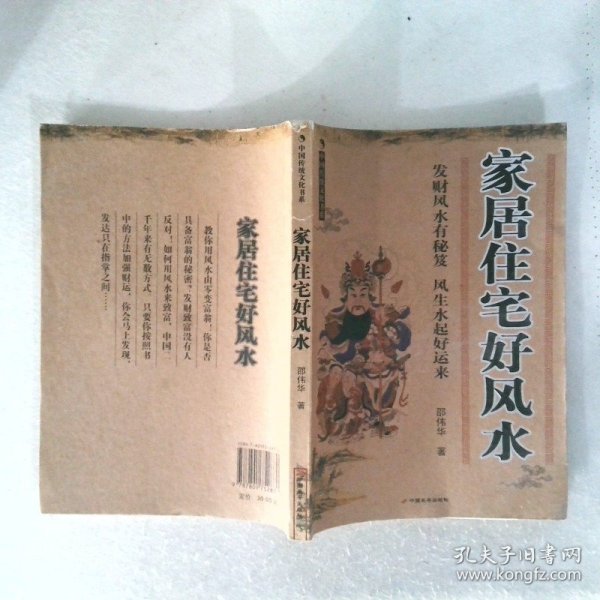 家居住宅好风水
发财风水有秘笈 风生水起好运来
邵伟华 著
中国传统文化书系
家居住宅好风水
邵伟华 著
家居住宅好风水
教你用风水由零变富翁!你是否
具备富翁的秘密?发财致富没有人
反对!如何用风水来致富,中国二
千年来有无数方式,只要你按照书
中的方法加强财运,你会马上发现,
发达只在指掌之间……
孔夫子旧书网
www.kongfz.com